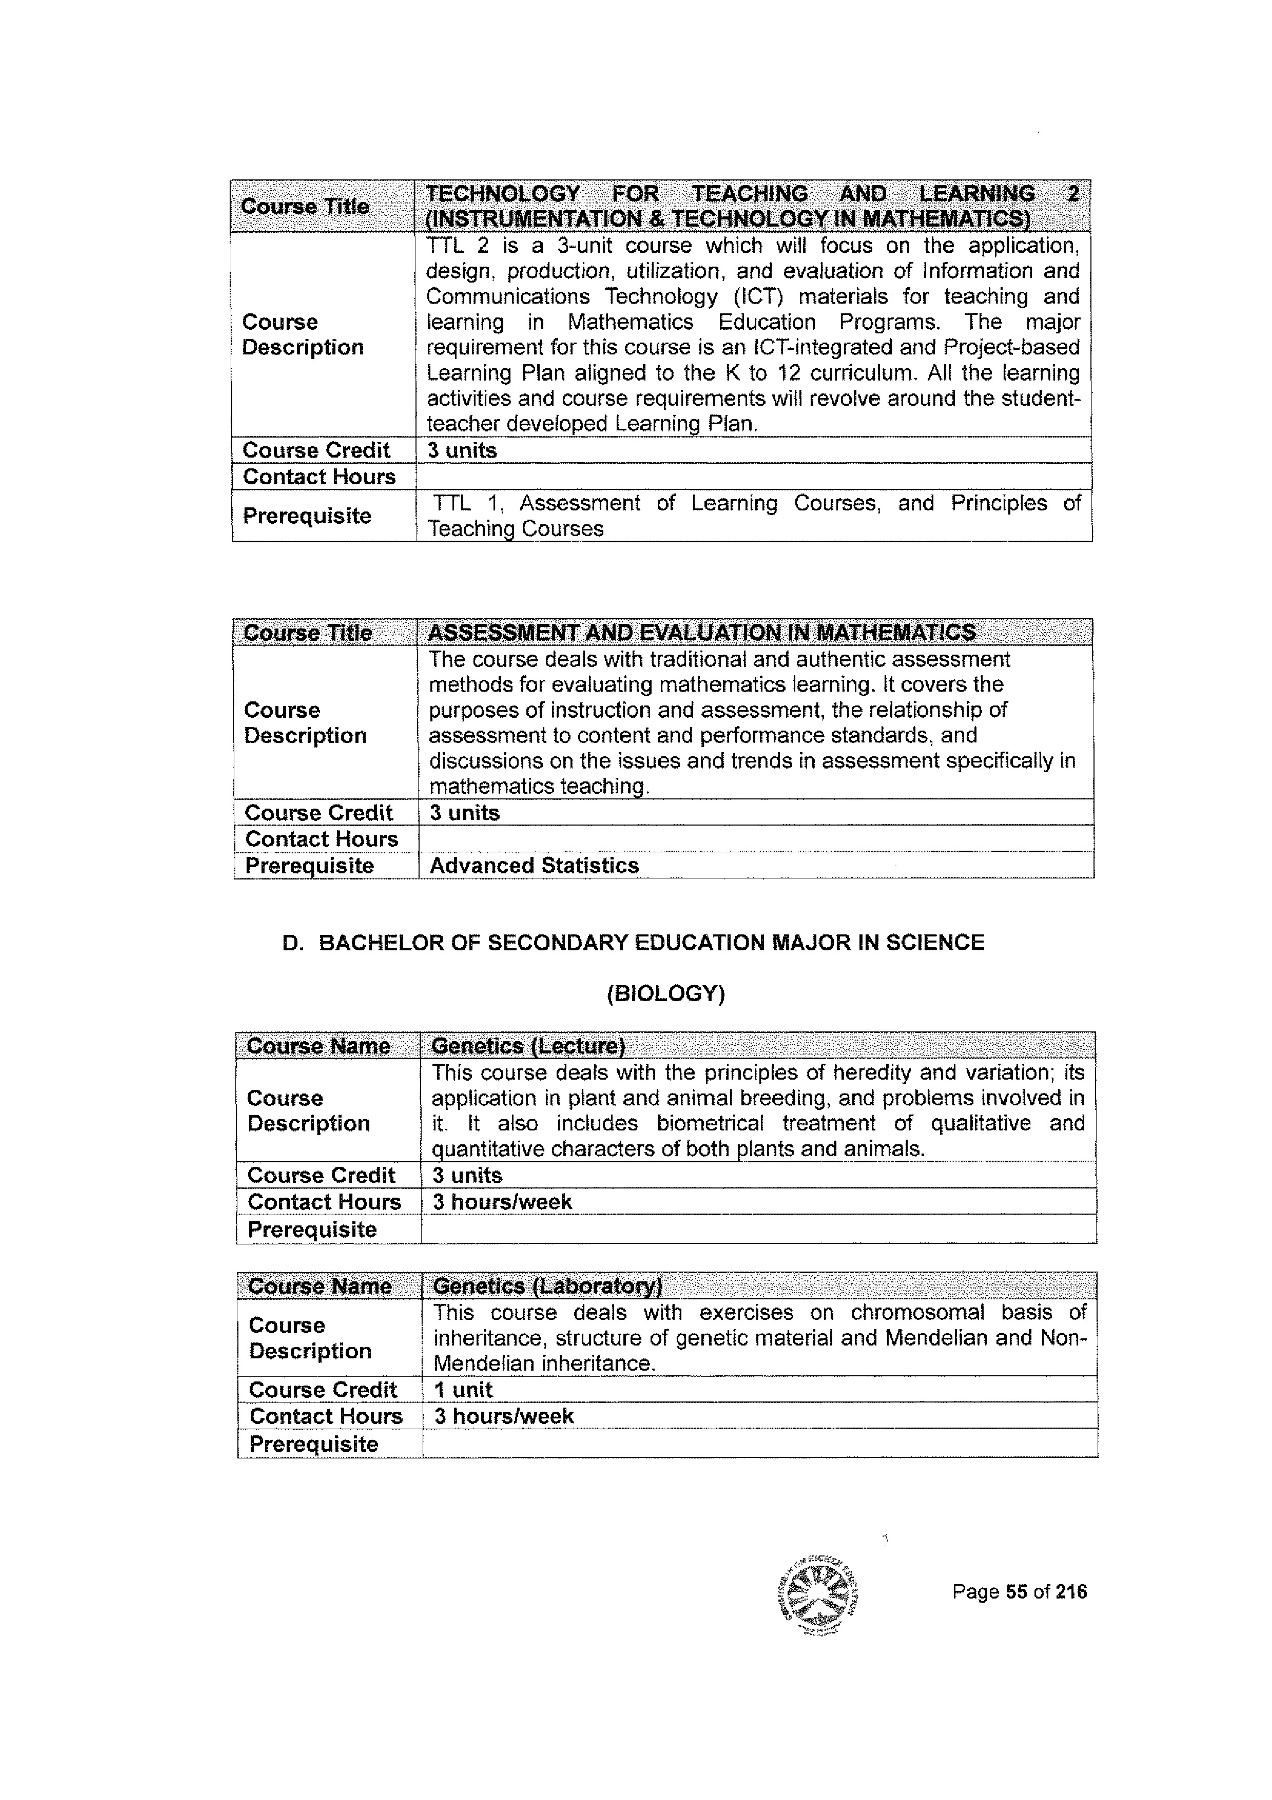 Course Title
TECHNOLOGY FOR TEACHING AND LEARNING 2
(INSTRUMENTATION & TECHNOLOGY IN MATHEMATICS)
Course
Description
TTL 2 is a 3-unit course which will focus on the application,
design, production, utilization, and evaluation of Information and
Communications Technology (ICT) materials for teaching and
learning in Mathematics Education Programs. The major
requirement for this course is an ICT-integrated and Project-based
Learning Plan aligned to the K to 12 curriculum. All the learning
activities and course requirements will revolve around the student-
teacher developed Learning Plan.
Course Credit 3 units
Contact Hours
Prerequisite
TTL 1, Assessment of Learning Courses, and Principles of
Teaching Courses
Course Title ASSESSMENT AND EVALUATION IN MATHEMATICS
Course
Description
The course deals with traditional and authentic assessment
methods for evaluating mathematics learning. It covers the
purposes of instruction and assessment, the relationship of
assessment to content and performance standards, and
discussions on the issues and trends in assessment specifically in
mathematics teaching.
Course Credit 3 units
Contact Hours
Prerequisite Advanced Statistics
D. BACHELOR OF SECONDARY EDUCATION MAJOR IN SCIENCE
(BIOLOGY)
Course Name Genetics (Lecture)
Course
Description
This course deals with the principles of heredity and variation; its
application in plant and animal breeding, and problems involved in
it. It also includes biometrical treatment of qualitative and
quantitative characters of both plants and animals.
Course Credit 3 units
Contact Hours 3 hours/week
Prerequisite
Course Name Genetics (Laboratory)
Course
Description
This course deals with exercises on chromosomal basis of
inheritance, structure of genetic material and Mendelian and Non-
Mendelian inheritance.
Course Credit 1 unit
Contact Hours 3 hours/week
Prerequisite
Page 55 of 216